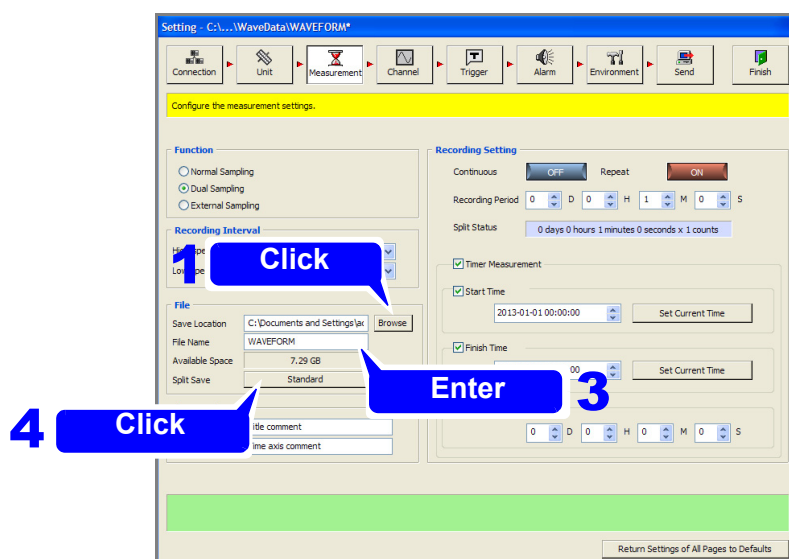 Setting - C:\...\WaveData\WAVEFORM*
Connection Unit Measurement Channel Trigger Alarm Environment Send Finish
Configure the measurement settings.
Function
Normal Sampling
Dual Sampling
External Sampling
Recording Interval
1 Click
File
Save Location C:\Documents and Settings\ac Browse
File Name WAVEFORM
Available Space 7.29 GB
Split Save Standard
Enter 3
4 Click
itle comment
ime axis comment
Recording Setting
Continuous OFF Repeat ON
Recording Period 0 D 0 H 1 M 0 S
Split Status 0 days 0 hours 1 minutes 0 seconds x 1 counts
Timer Measurement
Start Time
2013-01-01 00:00:00 Set Current Time
Finish Time
00 Set Current Time
0 D 0 H 0 M 0 S
Return Settings of All Pages to Defaults